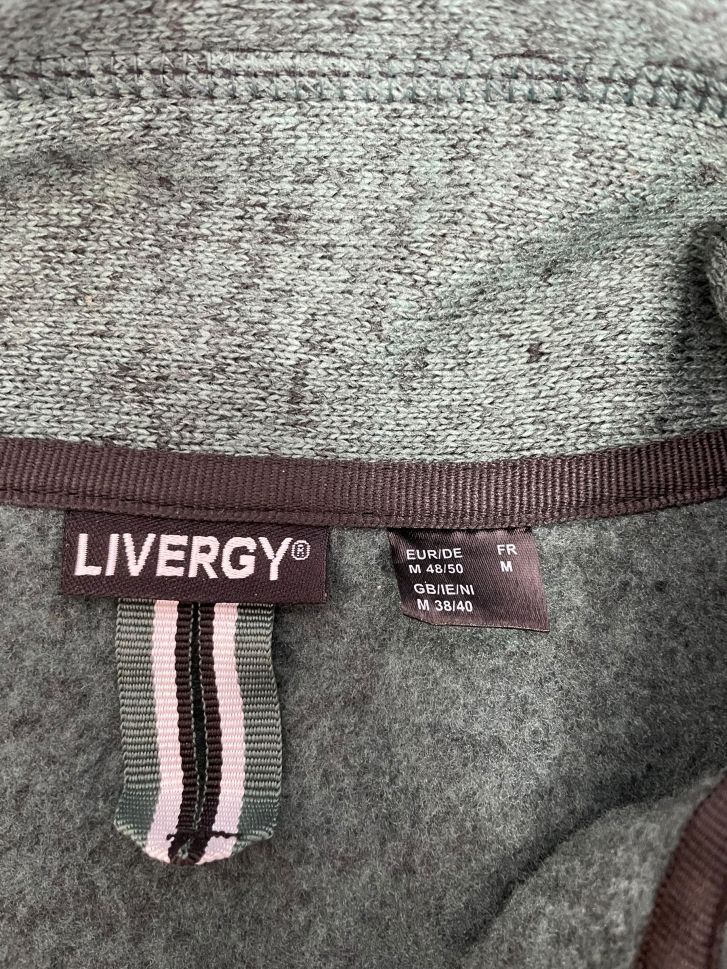 LIVERGY®
EUR/DE FR
M 48/50 M
GB/IE/NI
M 38/40